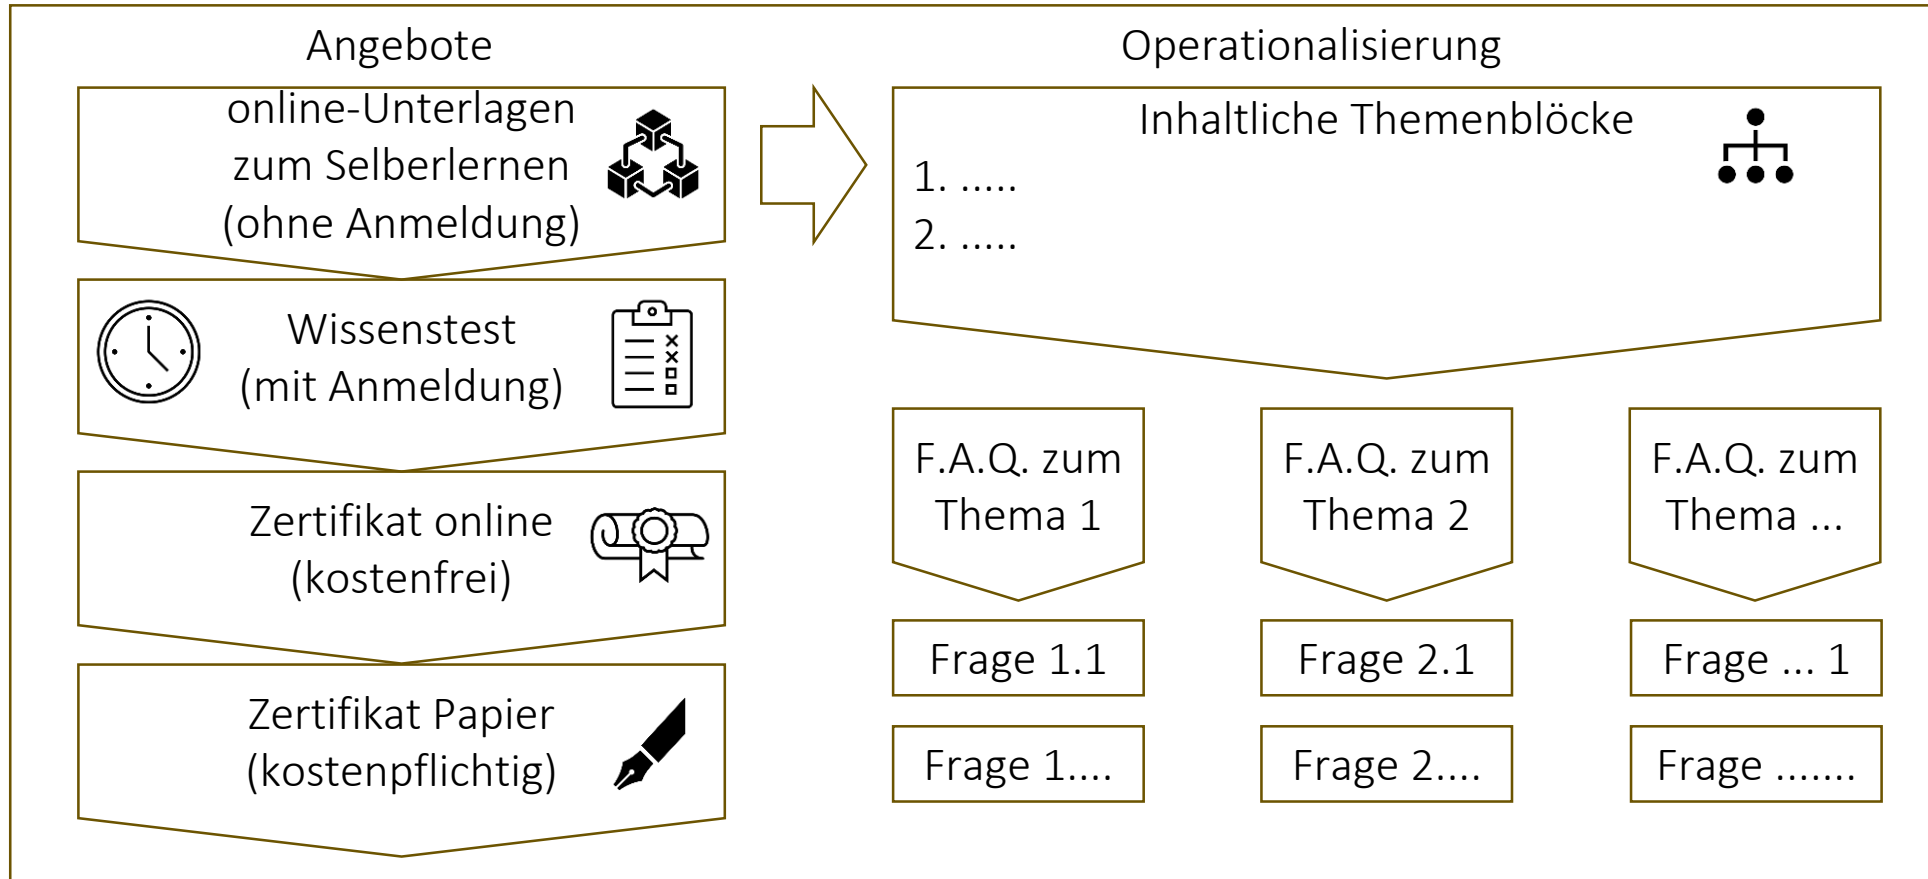 Angebote
online-Unterlagen
zum Selberlernen
(ohne Anmeldung)
Wissenstest
(mit Anmeldung)
Zertifikat online
(kostenfrei)
Zertifikat Papier
(kostenpflichtig)
Operationalisierung
Inhaltliche Themenblöcke
1. .....
2. .....
F.A.Q. zum
Thema 1
F.A.Q. zum
Thema 2
F.A.Q. zum
Thema ...
Frage 1.1
Frage 2.1
Frage ... 1
Frage 1....
Frage 2....
Frage .......